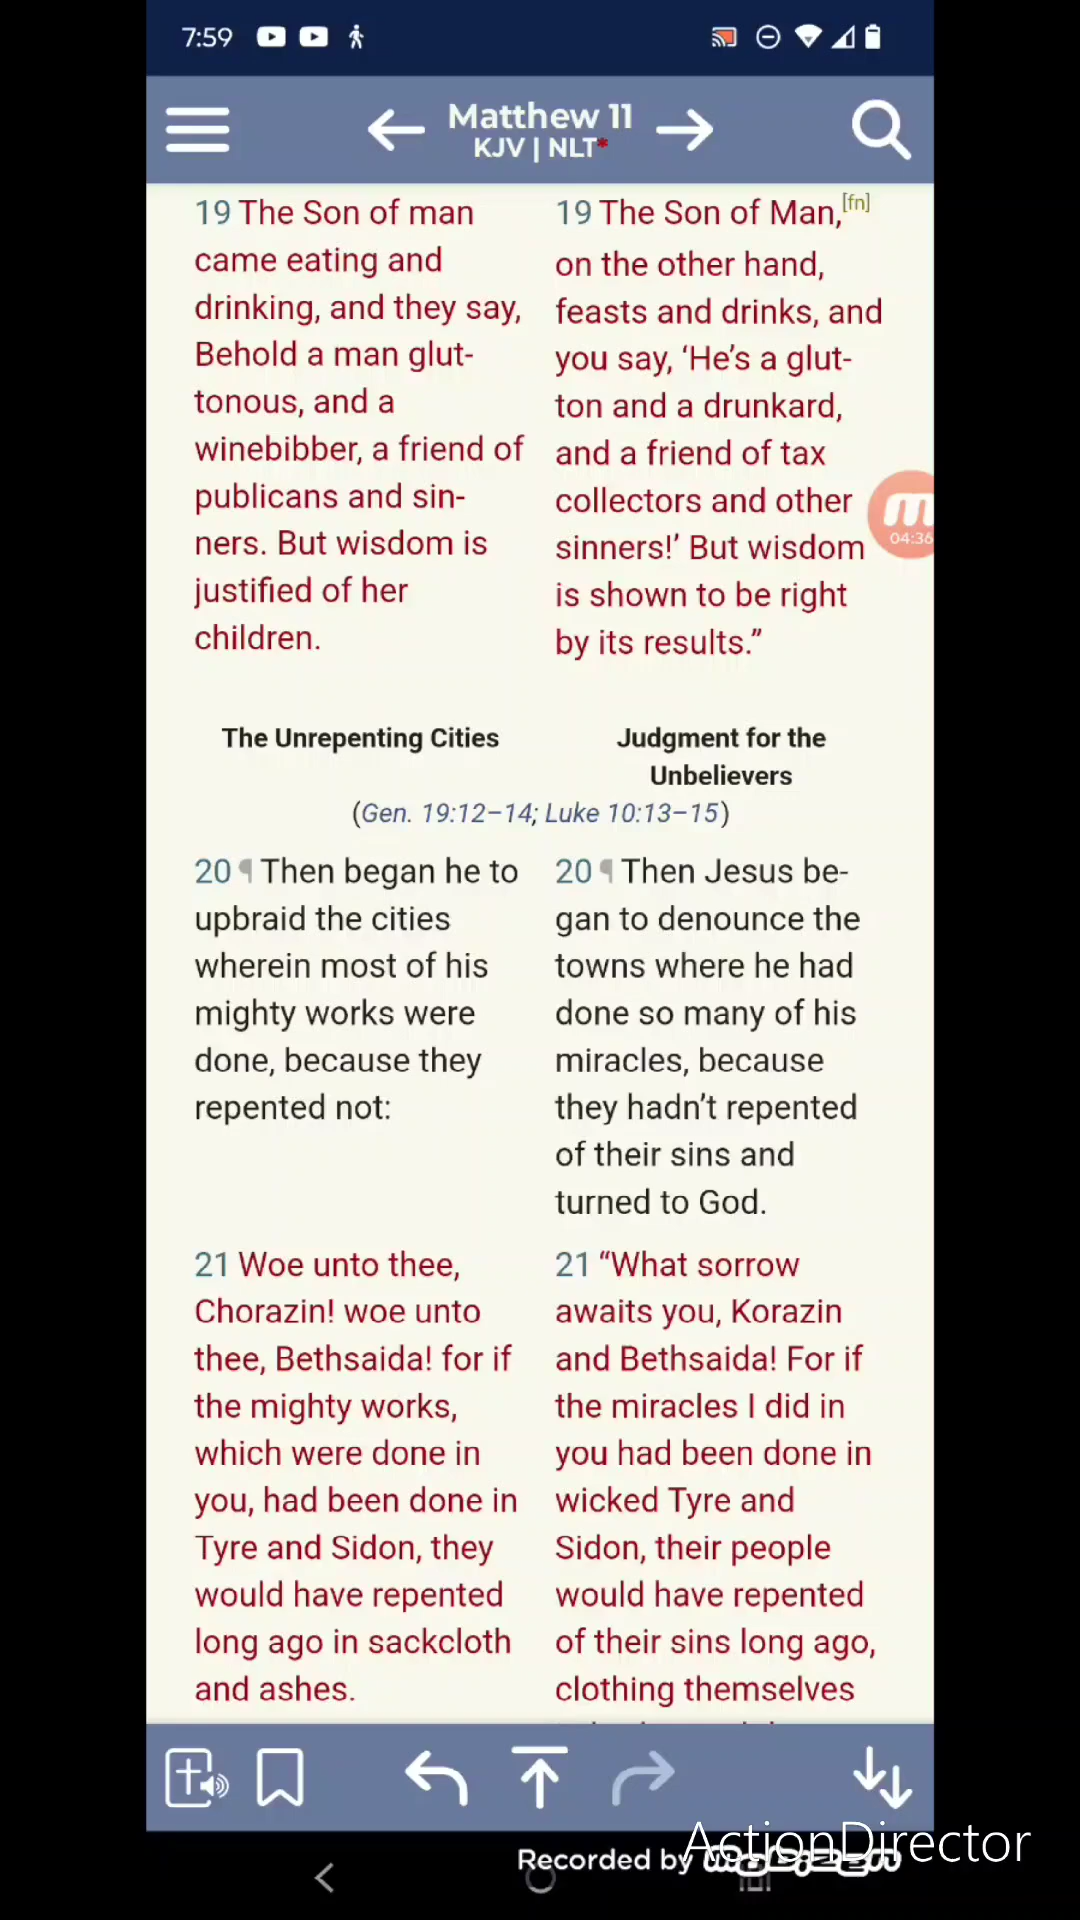 7:59
Matthew 11
KJV | NLT*
19 The Son of man
came eating and
drinking, and they say,
Behold a man glut-
tonous, and a
winebibber, a friend of
publicans and sin-
ners. But wisdom is
justified of her
children.
19 The Son of Man,[fn]
on the other hand,
feasts and drinks, and
you say, ‘He’s a glut-
ton and a drunkard,
and a friend of tax
collectors and other
sinners!’ But wisdom
is shown to be right
by its results.”
m
04:36
The Unrepenting Cities
Judgment for the
Unbelievers
(Gen. 19:12–14; Luke 10:13–15)
20 ¶ Then began he to
upbraid the cities
wherein most of his
mighty works were
done, because they
repented not:
20 ¶ Then Jesus be-
gan to denounce the
towns where he had
done so many of his
miracles, because
they hadn’t repented
of their sins and
turned to God.
21 Woe unto thee,
Chorazin! woe unto
thee, Bethsaida! for if
the mighty works,
which were done in
you, had been done in
Tyre and Sidon, they
would have repented
long ago in sackcloth
and ashes.
21 “What sorrow
awaits you, Korazin
and Bethsaida! For if
the miracles I did in
you had been done in
wicked Tyre and
Sidon, their people
would have repented
of their sins long ago,
clothing themselves
ActionDirector
Recorded by